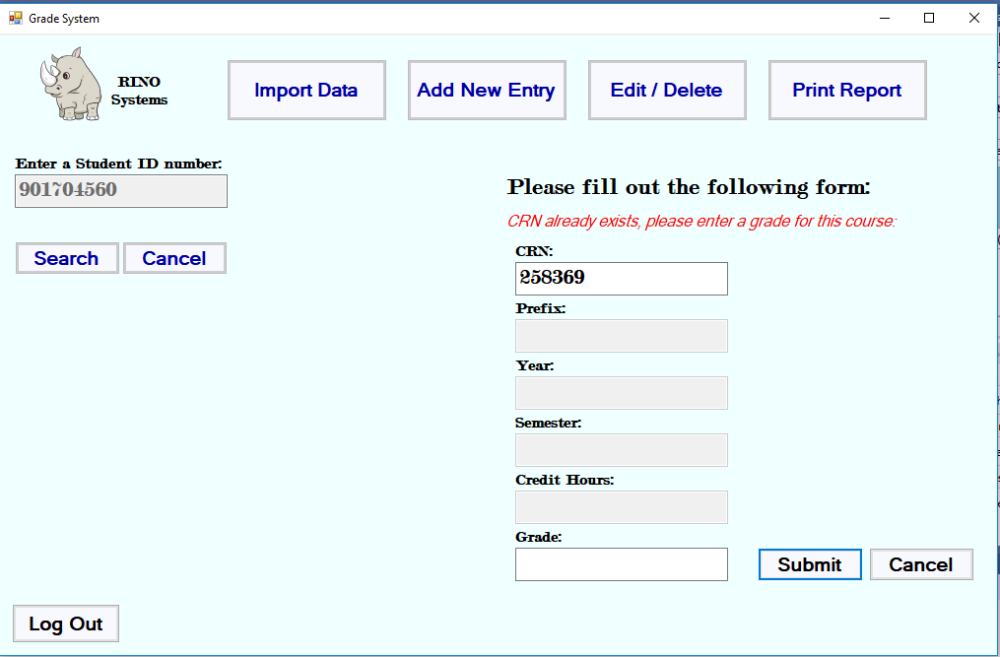 Grade System
RINO
Systems
Import Data
Add New Entry
Edit / Delete
Print Report
Enter a Student ID number:
901704560
Search
Cancel
Please fill out the following form:
CRN already exists, please enter a grade for this course:
CRN:
258369
Prefix:
Year:
Semester:
Credit Hours:
Grade:
Submit
Cancel
Log Out